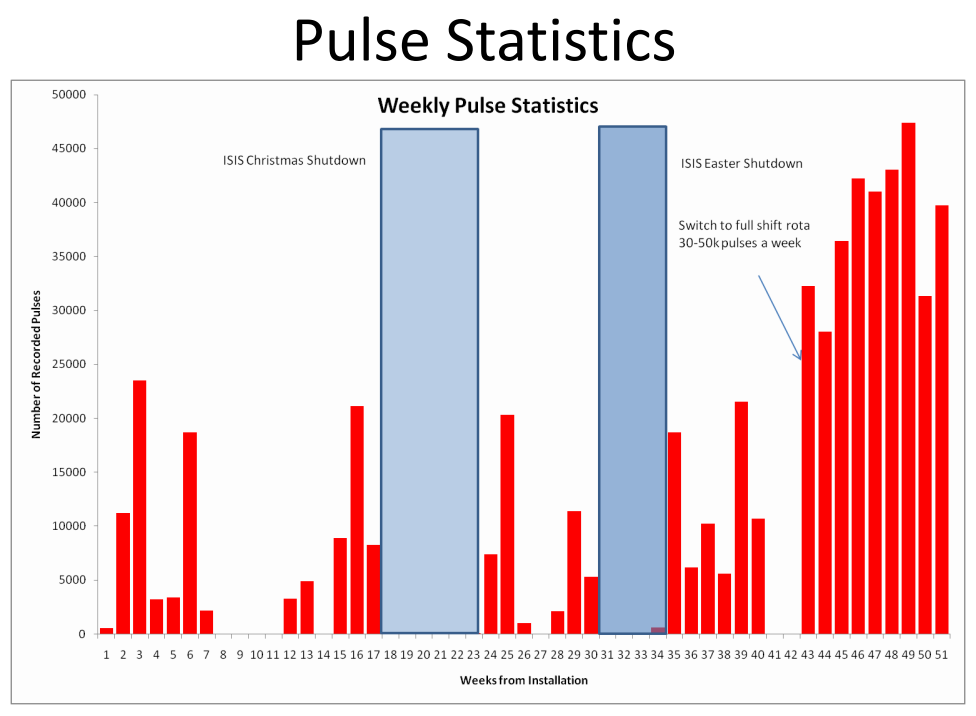 Pulse Statistics
Weekly Pulse Statistics
50000
45000
40000
35000
30000
25000
20000
15000
10000
5000
0
Number of Recorded Pulses
ISIS Christmas Shutdown
ISIS Easter Shutdown
Switch to full shift rota
30-50k pulses a week
1 2 3 4 5 6 7 8 9 10 11 12 13 14 15 16 17 18 19 20 21 22 23 24 25 26 27 28 29 30 31 32 33 34 35 36 37 38 39 40 41 42 43 44 45 46 47 48 49 50 51
Weeks from Installation